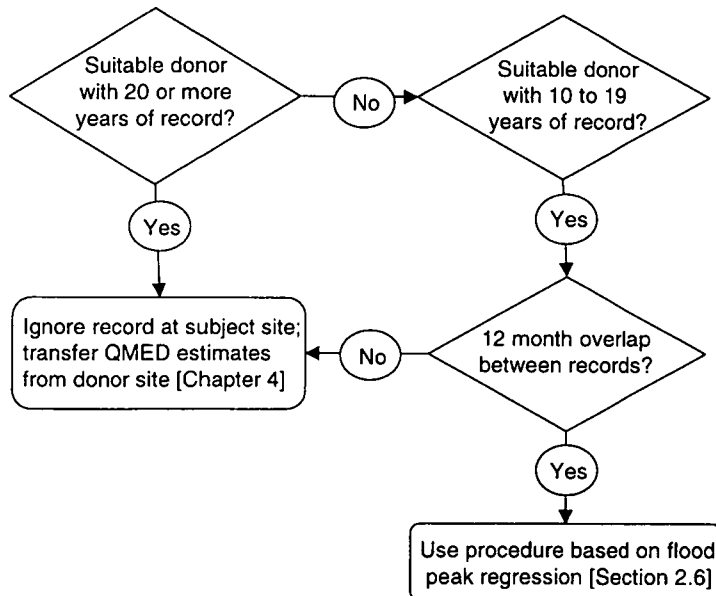 Suitable donor
with 20 or more
years of record?
No
Suitable donor
with 10 to 19
years of record?
Yes
Yes
Ignore record at subject site;
transfer QMED estimates
from donor site [Chapter 4]
No
12 month overlap
between records?
Yes
Use procedure based on flood
peak regression [Section 2.6]